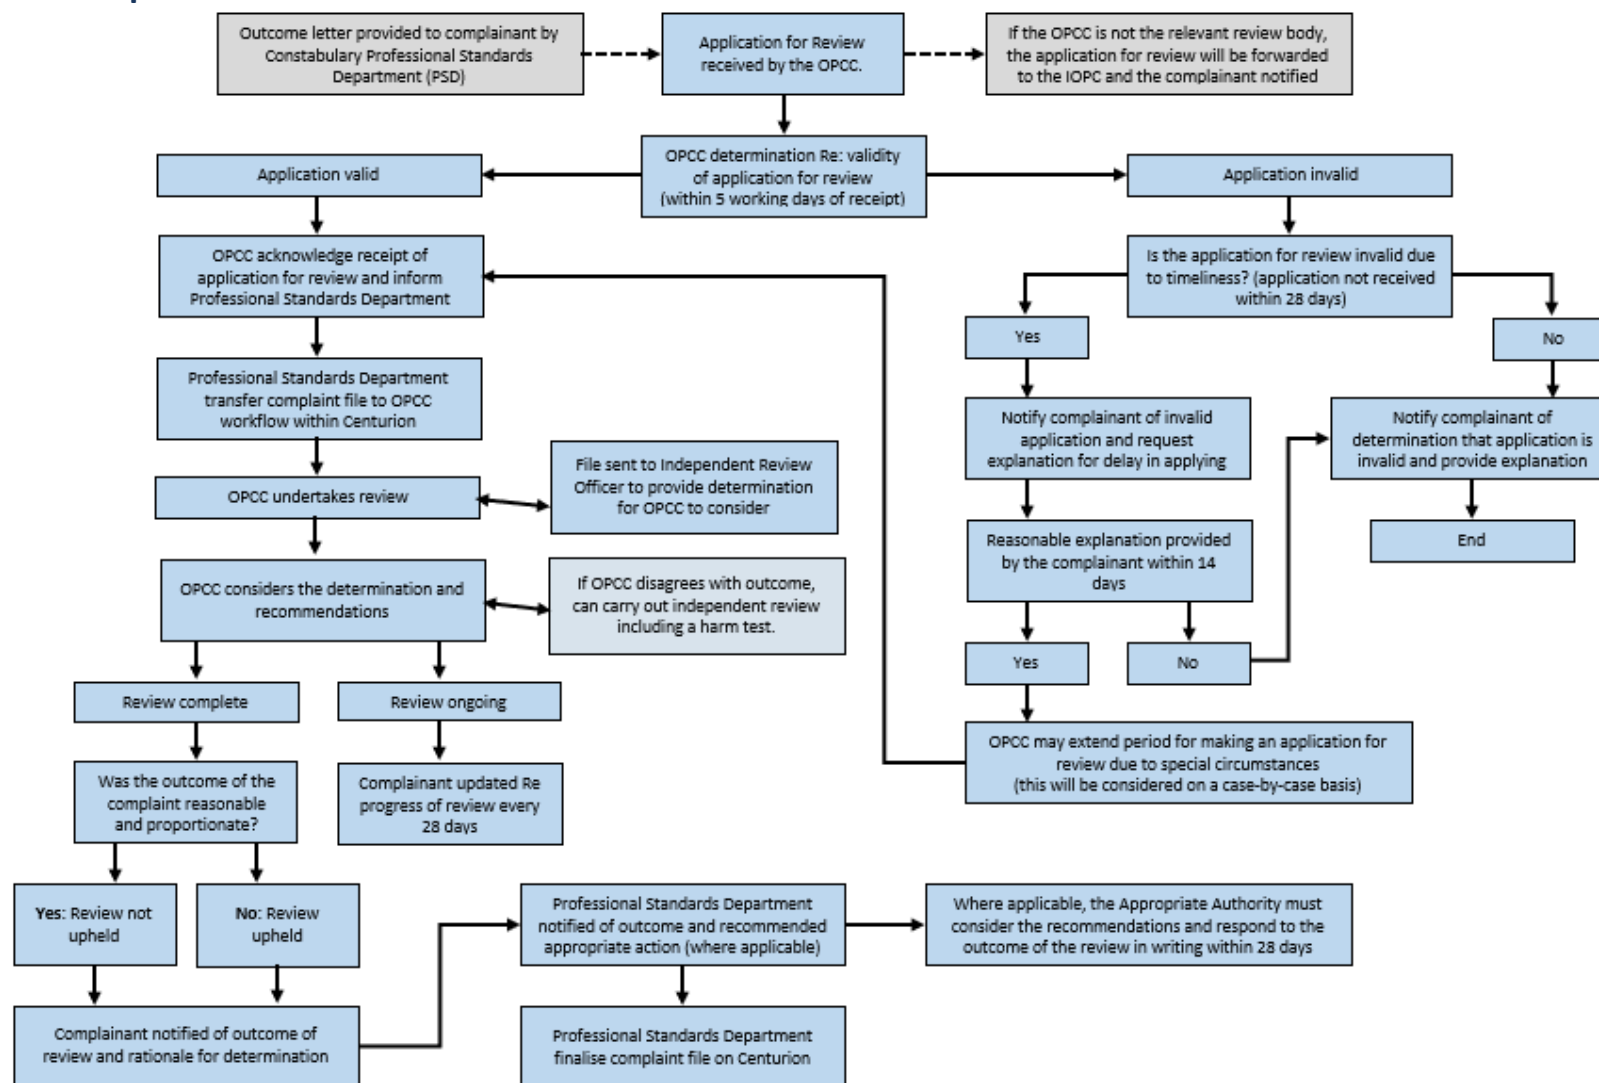 Outcome letter provided to complainant by
Constabulary Professional Standards
Department (PSD)
Application for Review
received by the OPCC.
If the OPCC is not the relevant review body,
the application for review will be forwarded
to the IOPC and the complainant notified
OPCC determination Re: validity
of application for review
(within 5 working days of receipt)
Application valid
Application invalid
OPCC acknowledge receipt of
application for review and inform
Professional Standards Department
Is the application for review invalid due
to timeliness? (application not received
within 28 days)
Yes
No
Professional Standards Department
transfer complaint file to OPCC
workflow within Centurion
Notify complainant of invalid
application and request
explanation for delay in applying
Notify complainant of
determination that application is
invalid and provide explanation
OPCC undertakes review
File sent to Independent Review
Officer to provide determination
for OPCC to consider
Reasonable explanation provided
by the complainant within 14
days
End
OPCC considers the determination and
recommendations
If OPCC disagrees with outcome,
can carry out independent review
including a harm test.
Yes
No
Review complete
Review ongoing
OPCC may extend period for making an application for
review due to special circumstances
(this will be considered on a case-by-case basis)
Was the outcome of the
complaint reasonable
and proportionate?
Complainant updated Re
progress of review every
28 days
Yes: Review not
upheld
No: Review
upheld
Professional Standards Department
notified of outcome and recommended
appropriate action (where applicable)
Where applicable, the Appropriate Authority must
consider the recommendations and respond to the
outcome of the review in writing within 28 days
Complainant notified of outcome of
review and rationale for determination
Professional Standards Department
finalise complaint file on Centurion